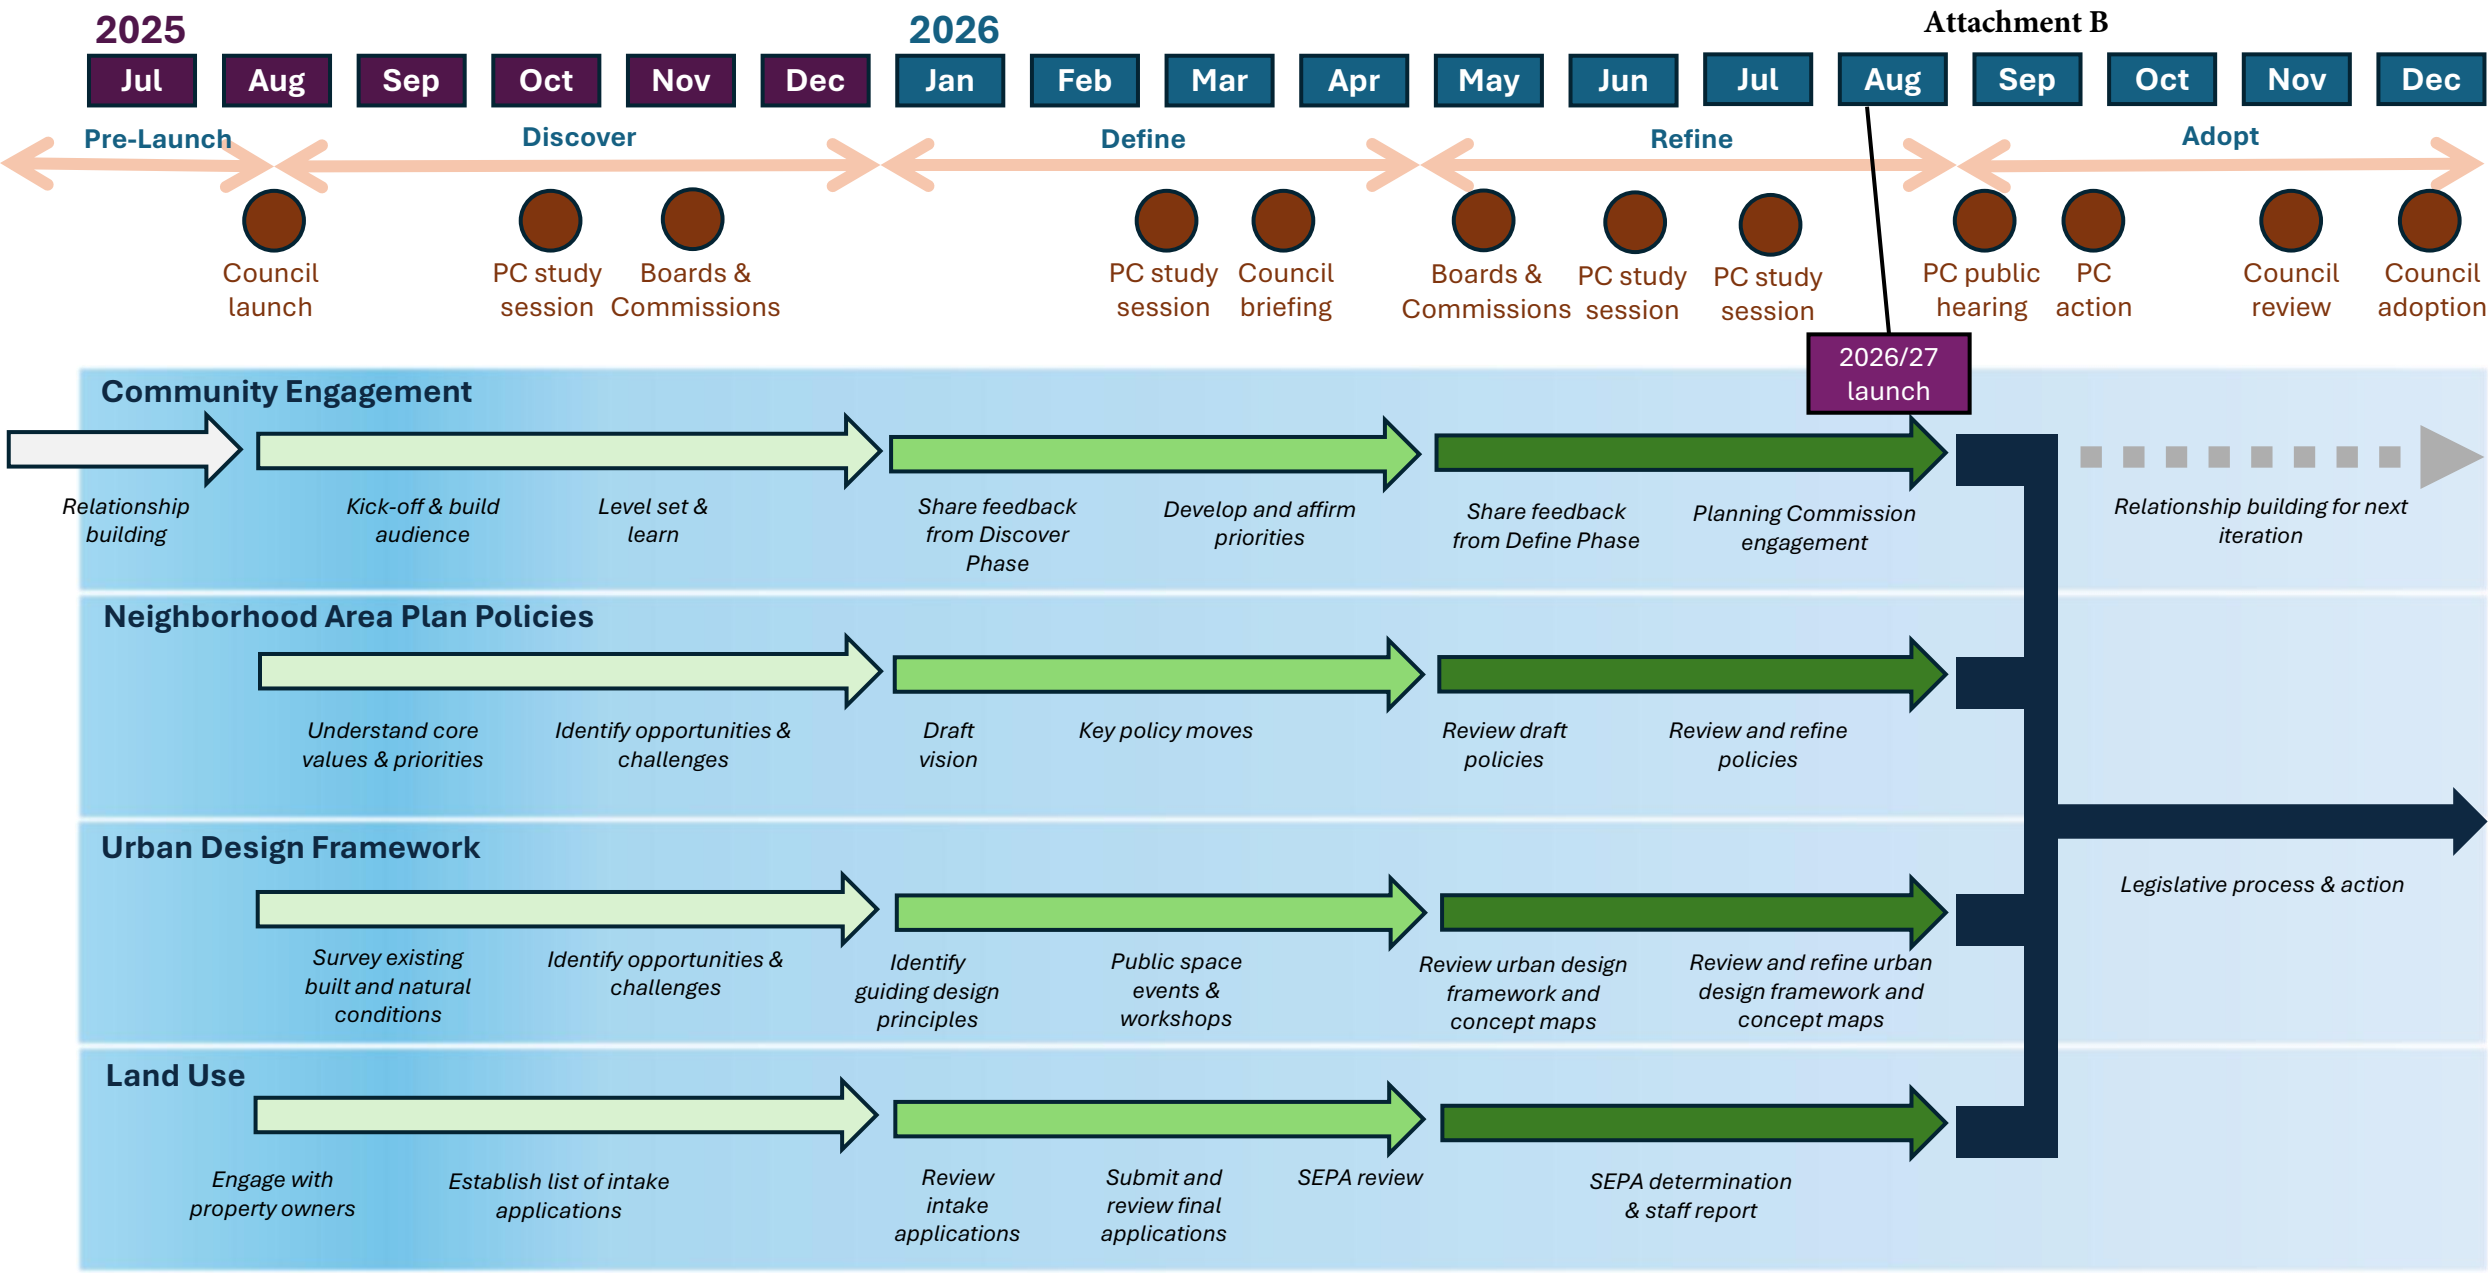 Attachment B
2025
2026
Jul
Aug
Sep
Oct
Nov
Dec
Jan
Feb
Mar
Apr
May
Jun
Jul
Aug
Sep
Oct
Nov
Dec
Pre-Launch
Discover
Define
Refine
Adopt
Council
launch
PC study
session
Boards &
Commissions
PC study
session
Council
briefing
Boards &
Commissions
PC study
session
PC study
session
PC public
hearing
PC
action
Council
review
Council
adoption
2026/27
launch
Community Engagement
Relationship
building
Kick-off & build
audience
Level set &
learn
Share feedback
from Discover
Phase
Develop and affirm
priorities
Share feedback
from Define Phase
Planning Commission
engagement
Relationship building for next
iteration
Neighborhood Area Plan Policies
Understand core
values & priorities
Identify opportunities &
challenges
Draft
vision
Key policy moves
Review draft
policies
Review and refine
policies
Urban Design Framework
Survey existing
built and natural
conditions
Identify opportunities &
challenges
Identify
guiding design
principles
Public space
events &
workshops
Review urban design
framework and
concept maps
Review and refine urban
design framework and
concept maps
Legislative process & action
Land Use
Engage with
property owners
Establish list of intake
applications
Review
intake
applications
Submit and
review final
applications
SEPA review
SEPA determination
& staff report